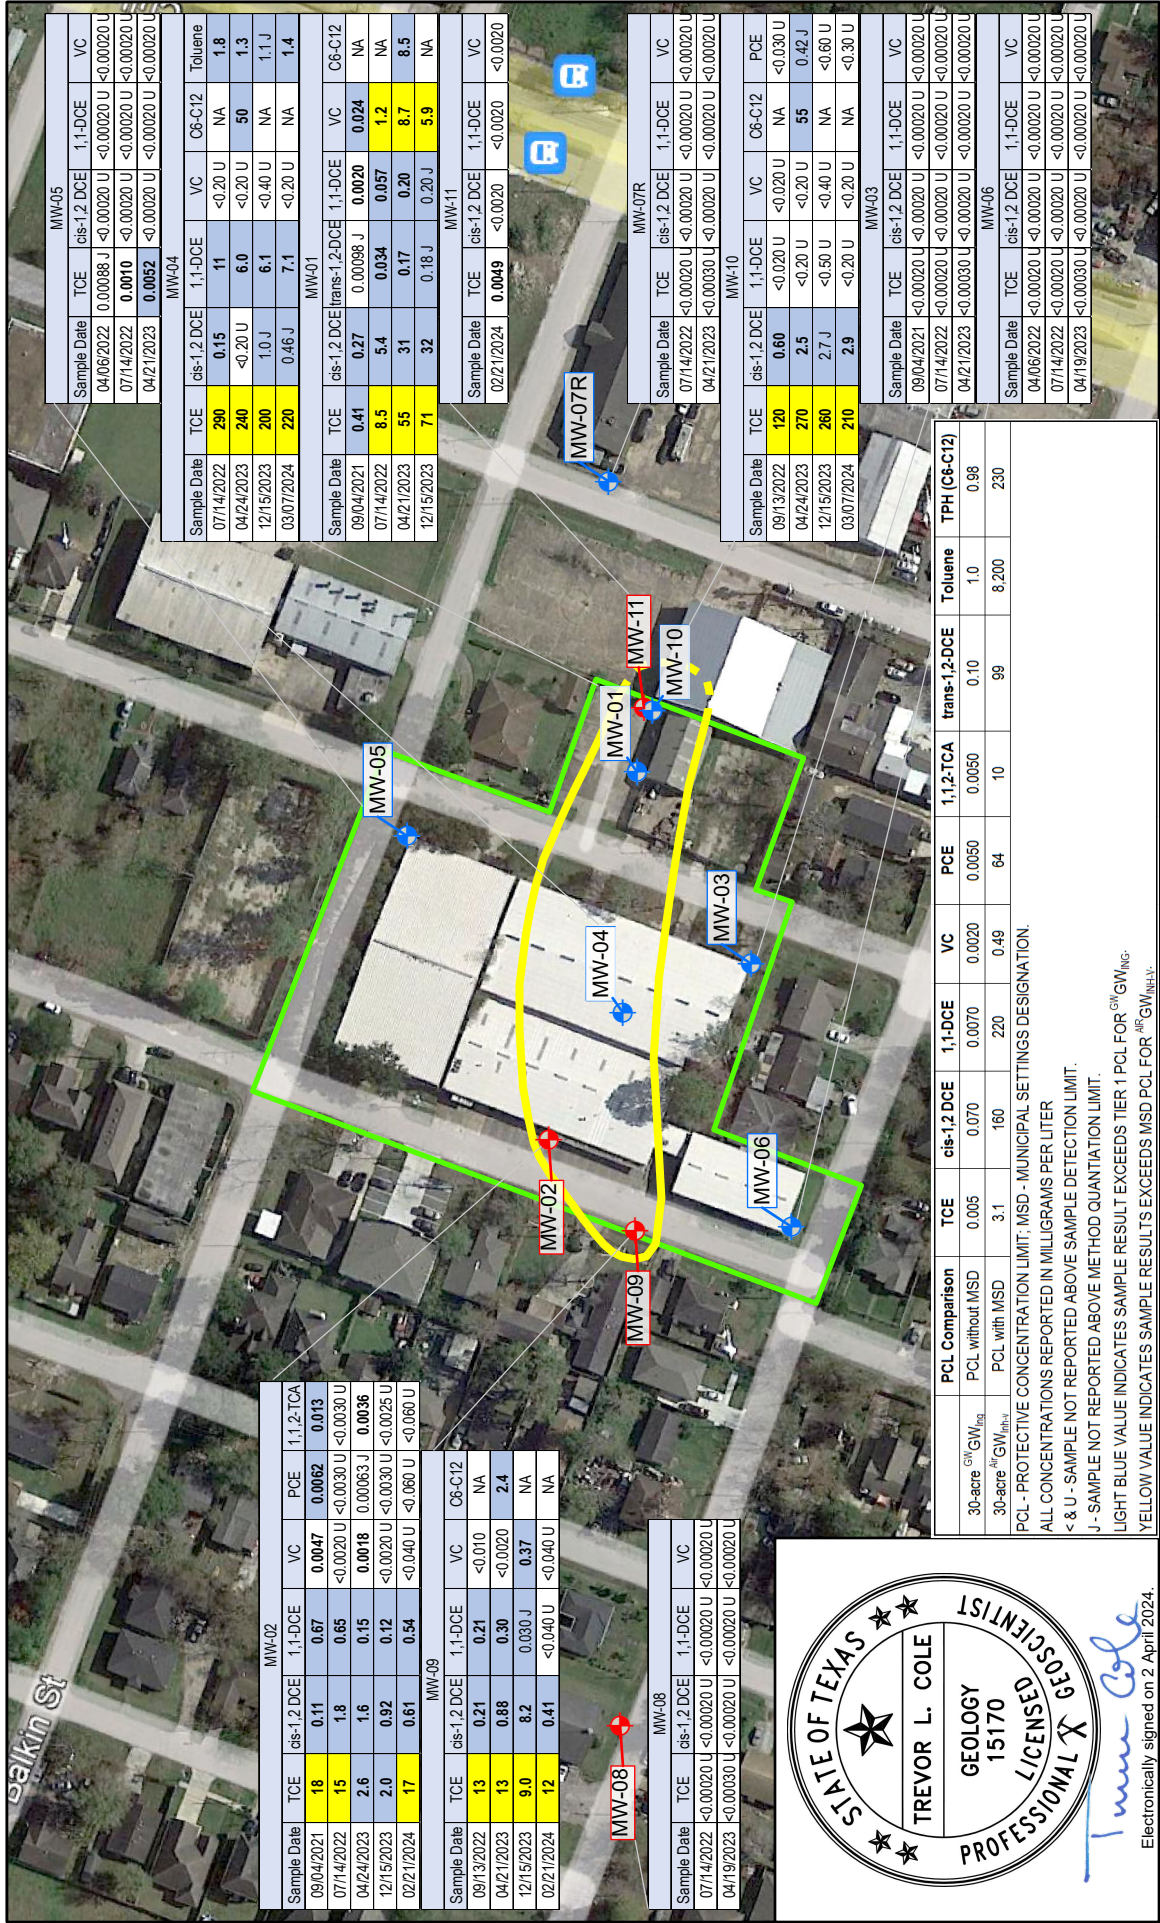 Balkin St
MW-02
Sample Date TCE cis-1,2 DCE 1,1-DCE VC PCE 1,1,2-TCA
09/04/2021 18 0.11 0.67 0.0047 0.0062 0.013
07/14/2022 15 1.8 0.65 <0.0020 U <0.0030 U <0.0030 U
04/24/2023 2.6 1.6 0.15 0.0018 0.00063 J 0.0036
12/15/2023 2.0 0.92 0.12 <0.0020 U <0.0030 U <0.0025 U
02/21/2024 17 0.61 0.54 <0.040 U <0.060 U <0.060 U
MW-09
Sample Date TCE cis-1,2 DCE 1,1-DCE VC C6-C12
09/13/2022 13 0.21 0.21 <0.010 NA
04/21/2023 13 0.88 0.30 <0.0020 2.4
12/15/2023 9.0 8.2 0.030 J 0.37 NA
02/21/2024 12 0.41 <0.040 U <0.040 U NA
MW-08
Sample Date TCE cis-1,2 DCE 1,1-DCE VC
07/14/2022 <0.00020 U <0.00020 U <0.00020 U <0.00020 U
04/19/2023 <0.00030 U <0.00020 U <0.00020 U <0.00020 U
MW-08
MW-02
MW-09
MW-06
MW-05
MW-04
MW-03
MW-01
MW-11
MW-10
MW-07R
MW-05
Sample Date TCE cis-1,2 DCE 1,1-DCE VC
04/06/2022 0.00088 J <0.00020 U <0.00020 U <0.00020 U
07/14/2022 0.0010 <0.00020 U <0.00020 U <0.00020 U
04/21/2023 0.0052 <0.00020 U <0.00020 U <0.00020 U
MW-04
Sample Date TCE cis-1,2 DCE 1,1-DCE VC C6-C12 Toluene
07/14/2022 290 0.15 11 <0.20 U NA 1.8
04/24/2023 240 <0.20 U 6.0 <0.20 U 50 1.3
12/15/2023 200 1.0 J 6.1 <0.40 U NA 1.1 J
03/07/2024 220 0.46 J 7.1 <0.20 U NA 1.4
MW-01
Sample Date TCE cis-1,2 DCE trans-1,2-DCE 1,1-DCE VC C6-C12
09/04/2021 0.41 0.27 0.00098 J 0.0020 0.024 NA
07/14/2022 8.5 5.4 0.034 0.057 1.2 NA
04/21/2023 55 31 0.17 0.20 8.7 8.5
12/15/2023 71 32 0.18 J 0.20 J 5.9 NA
MW-11
Sample Date TCE cis-1,2 DCE 1,1-DCE VC
02/21/2024 0.0049 <0.0020 <0.0020 <0.0020
MW-07R
Sample Date TCE cis-1,2 DCE 1,1-DCE VC
07/14/2022 <0.00020 U <0.00020 U <0.00020 U <0.00020 U
04/21/2023 <0.00030 U <0.00020 U <0.00020 U <0.00020 U
MW-10
Sample Date TCE cis-1,2 DCE 1,1-DCE VC C6-C12 PCE
09/13/2022 120 0.60 <0.020 U <0.020 U NA <0.030 U
04/24/2023 270 2.5 <0.20 U <0.20 U 55 0.42 J
12/15/2023 260 2.7 J <0.50 U <0.40 U NA <0.60 U
03/07/2024 210 2.9 <0.20 U <0.20 U NA <0.30 U
MW-03
Sample Date TCE cis-1,2 DCE 1,1-DCE VC
09/04/2021 <0.00020 U <0.00020 U <0.00020 U <0.00020 U
07/14/2022 <0.00020 U <0.00020 U <0.00020 U <0.00020 U
04/21/2023 <0.00030 U <0.00020 U <0.00020 U <0.00020 U
MW-06
Sample Date TCE cis-1,2 DCE 1,1-DCE VC
04/06/2022 <0.00020 U <0.00020 U <0.00020 U <0.00020 U
07/14/2022 <0.00020 U <0.00020 U <0.00020 U <0.00020 U
04/19/2023 <0.00030 U <0.00020 U <0.00020 U <0.00020 U
PCL Comparison TCE cis-1,2 DCE 1,1-DCE VC PCE 1,1,2-TCA trans-1,2-DCE Toluene TPH (C6-C12)
30-acre GWGWIng PCL without MSD 0.005 0.070 0.0070 0.0020 0.0050 0.0050 0.10 1.0 0.98
30-acre AirGWInh-V PCL with MSD 3.1 160 220 0.49 64 10 99 8,200 230
PCL - PROTECTIVE CONCENTRATION LIMIT; MSD - MUNICIPAL SETTINGS DESIGNATION.
ALL CONCENTRATIONS REPORTED IN MILLIGRAMS PER LITER
< & U - SAMPLE NOT REPORTED ABOVE SAMPLE DETECTION LIMIT.
J - SAMPLE NOT REPORTED ABOVE METHOD QUANTIATION LIMIT.
LIGHT BLUE VALUE INDICATES SAMPLE RESULT EXCEEDS TIER 1 PCL FOR GWGWING.
YELLOW VALUE INDICATES SAMPLE RESULTS EXCEEDS MSD PCL FOR AIRGWINH-V.
STATE OF TEXAS
TREVOR L. COLE
GEOLOGY
15170
LICENSED
PROFESSIONAL GEOSCIENTIST
Trevor Cole
Electronically signed on 2 April 2024.